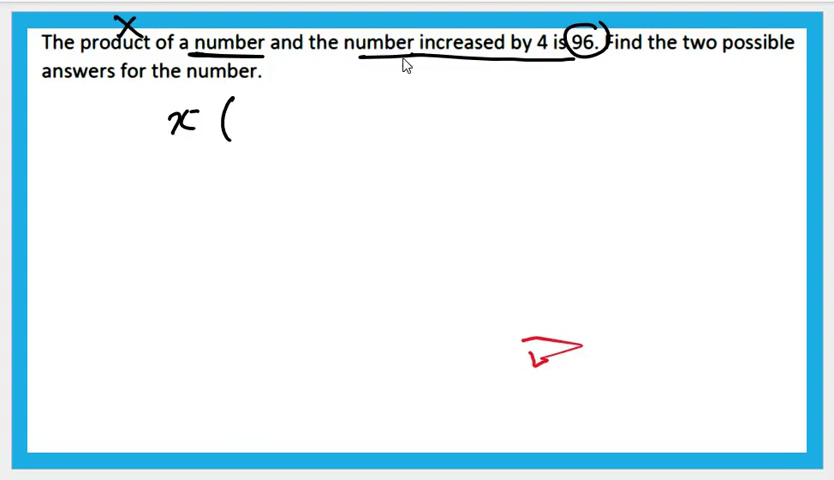 ×
The product of a number and the number increased by 4 is 96. Find the two possible
answers for the number.
x (